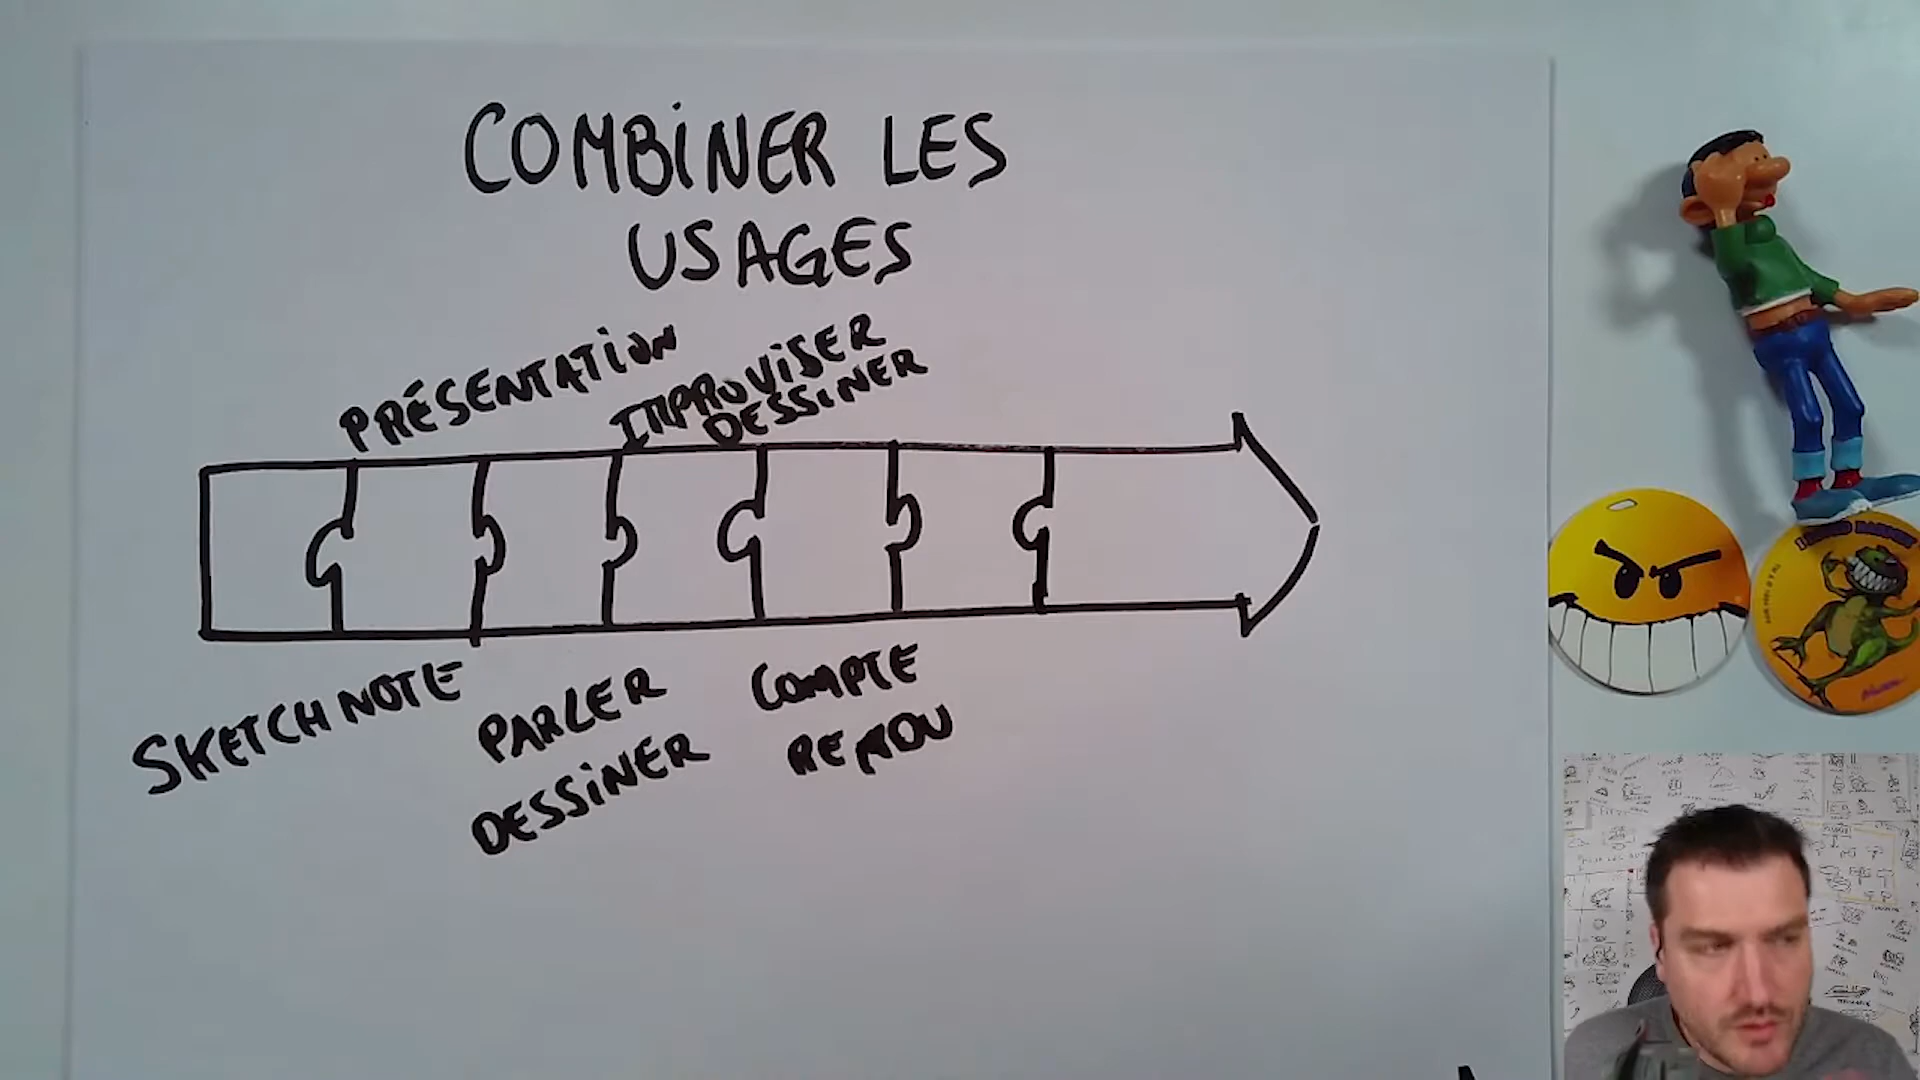 COMBINER LES
USAGES
PRÉSENTATION
IMPROVISER
DESSINER
SKETCHNOTE
PARLER
DESSINER
COMPTE
RENDU